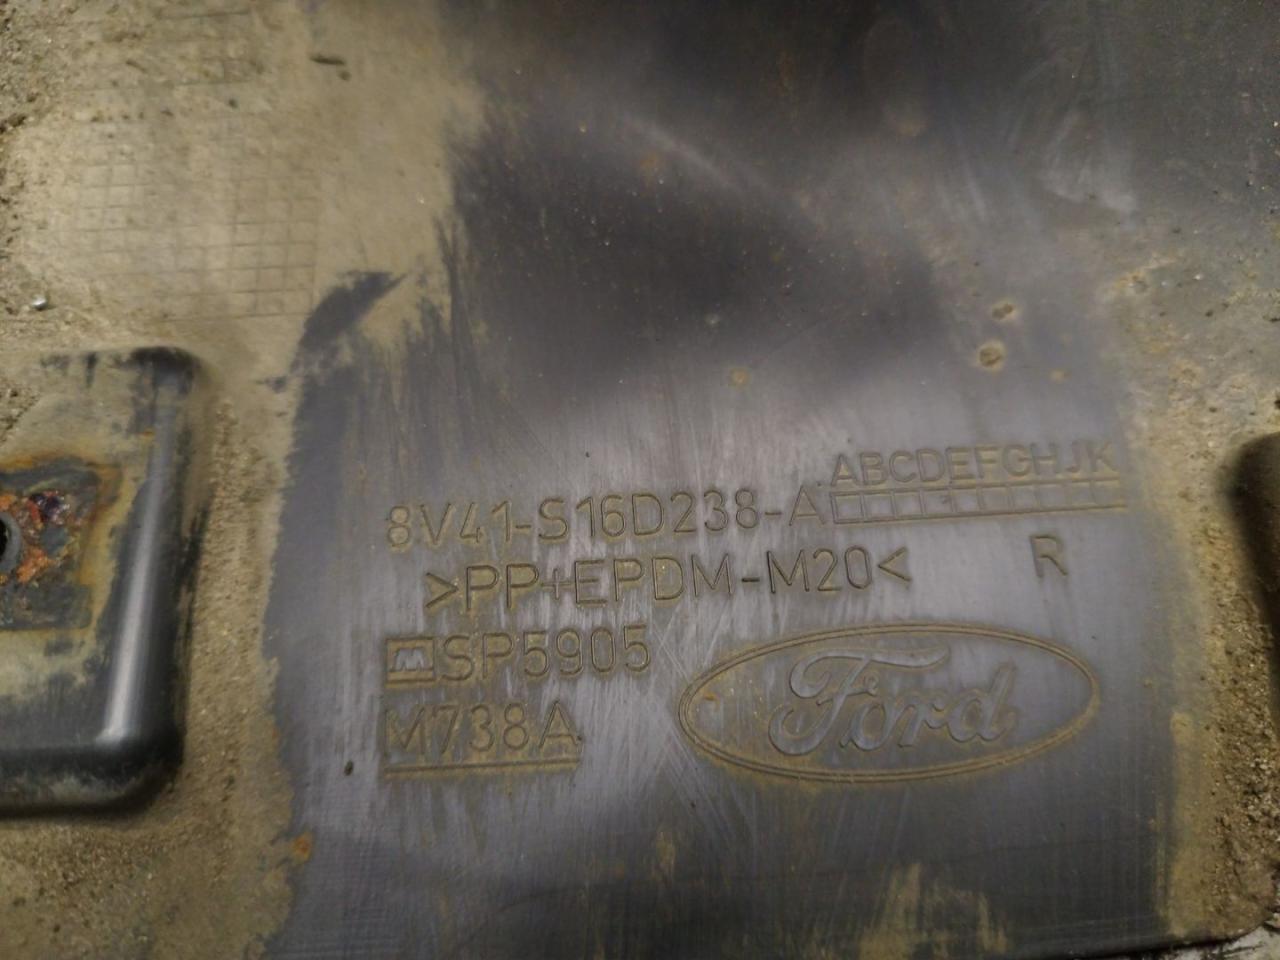 ABCDEFGHJK
8V41-S16D238-A
>PP+EPDM-M20< R
M SP5905
M738A
Ford